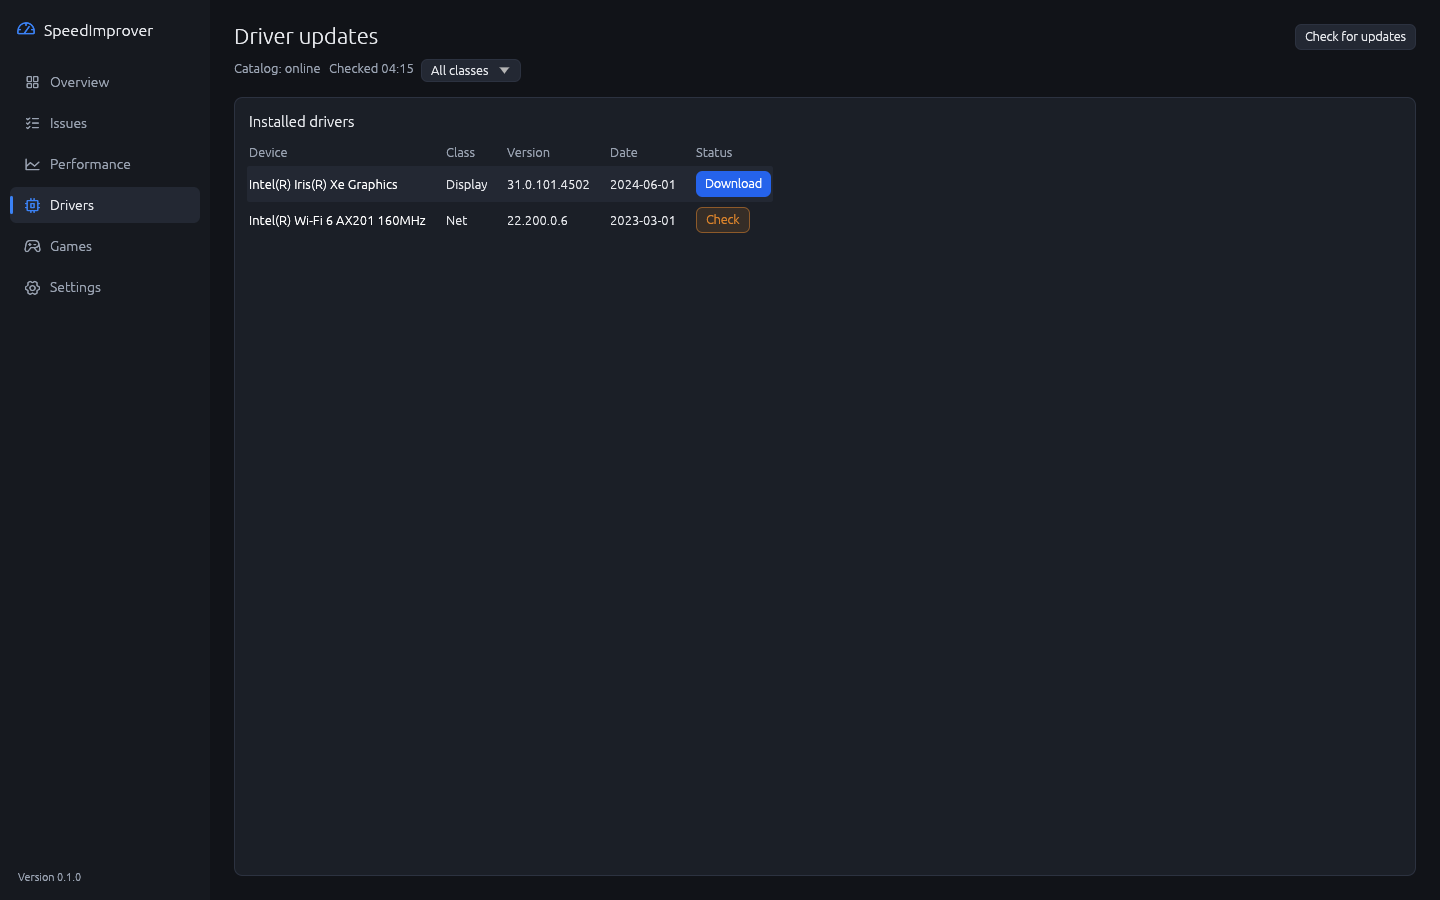 SpeedImprover
Overview
Issues
Performance
Drivers
Games
Settings
Version 0.1.0
Driver updates
Check for updates
Catalog: online Checked 04:15 All classes
Installed drivers
Device Class Version Date Status
Intel(R) Iris(R) Xe Graphics Display 31.0.101.4502 2024-06-01 Download
Intel(R) Wi-Fi 6 AX201 160MHz Net 22.200.0.6 2023-03-01 Check